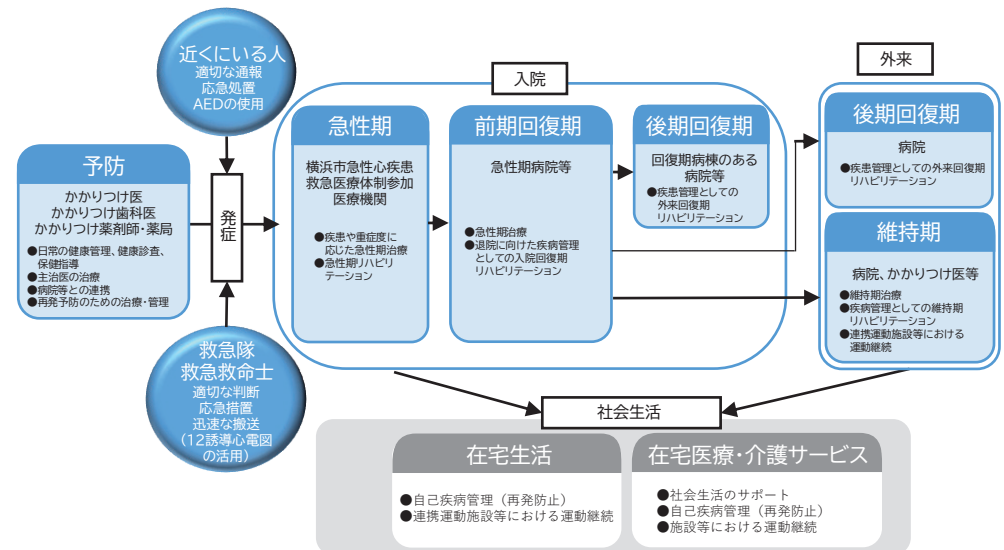 近くにいる人
適切な通報
応急処置
AEDの使用
予防
かかりつけ医
かかりつけ歯科医
かかりつけ薬剤師・薬局
●日常の健康管理、健康診査、
保健指導
●主治医の治療
●病院等との連携
●再発予防のための治療・管理
発症
救急隊
救急救命士
適切な判断
応急措置
迅速な搬送
(12誘導心電図
の活用)
入院
急性期
横浜市急性心疾患
救急医療体制参加
医療機関
●疾患や重症度に
応じた急性期治療
●急性期リハビリ
テーション
前期回復期
急性期病院等
●急性期治療
●退院に向けた疾病管理
としての入院回復期
リハビリテーション
後期回復期
回復期病棟のある
病院等
●疾患管理としての
外来回復期
リハビリテーション
外来
後期回復期
病院
●疾患管理としての外来回復期
リハビリテーション
維持期
病院、かかりつけ医等
●維持期治療
●疾病管理としての維持期
リハビリテーション
●連携運動施設等における
運動継続
社会生活
在宅生活
●自己疾病管理（再発防止）
●連携運動施設等における運動継続
在宅医療・介護サービス
●社会生活のサポート
●自己疾病管理（再発防止）
●施設等における運動継続